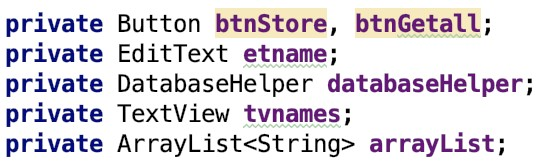 private Button btnStore, btnGetall;
private EditText etname;
private DatabaseHelper databaseHelper;
private TextView tvnames;
private ArrayList<String> arrayList;